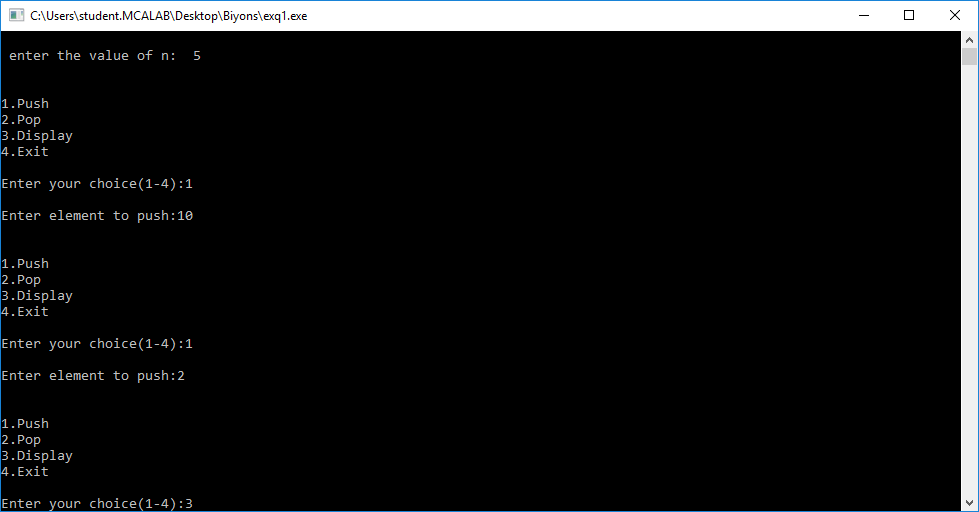 C:\Users\student.MCALAB\Desktop\Biyons\exq1.exe
enter the value of n:  5
1.Push
2.Pop
3.Display
4.Exit
Enter your choice(1-4):1
Enter element to push:10
1.Push
2.Pop
3.Display
4.Exit
Enter your choice(1-4):1
Enter element to push:2
1.Push
2.Pop
3.Display
4.Exit
Enter your choice(1-4):3